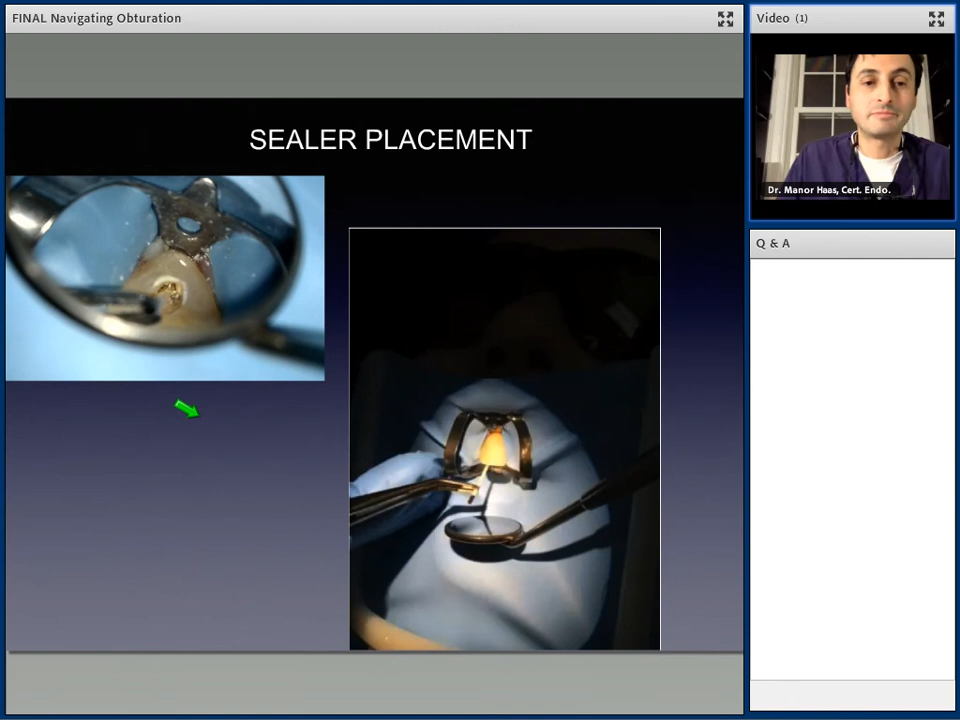 FINAL Navigating Obturation
Video (1)
SEALER PLACEMENT
Dr. Manor Haas, Cert. Endo.
Q & A